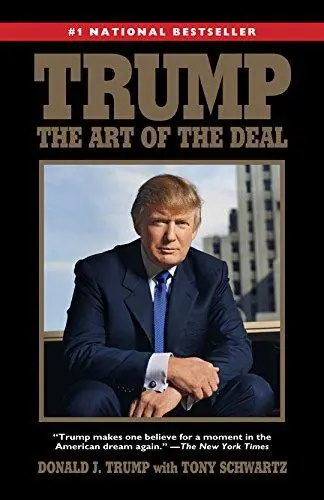 #1 NATIONAL BESTSELLER
TRUMP
THE ART OF THE DEAL
“Trump makes one believe for a moment in the
American dream again.” —The New York Times
DONALD J. TRUMP with TONY SCHWARTZ